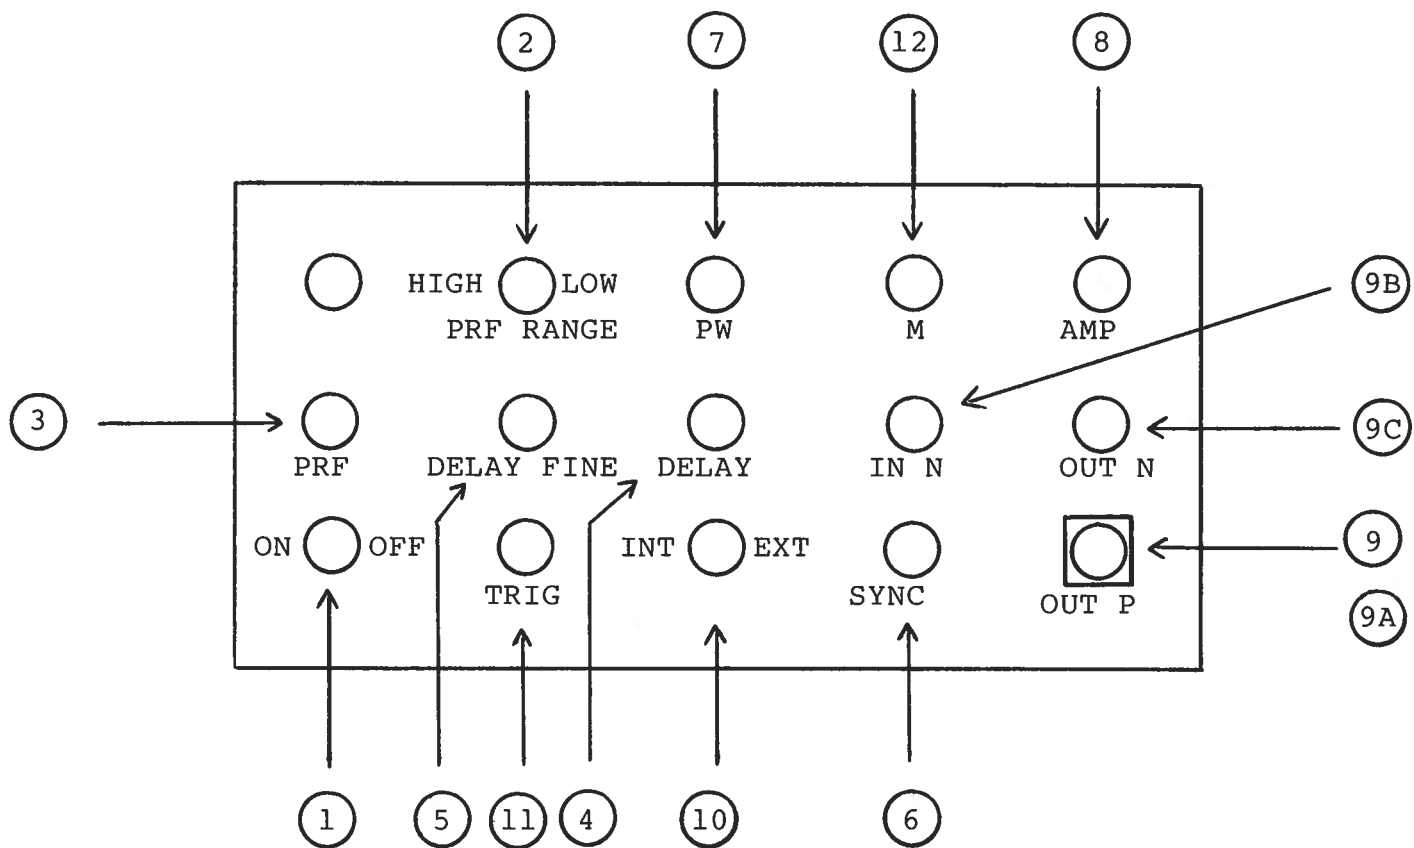 2 7 12 8
HIGH LOW
PRF RANGE PW M AMP
9B
3
9C
PRF DELAY FINE DELAY IN N OUT N
ON OFF INT EXT
9
TRIG SYNC OUT P
9A
1 5 11 4 10 6